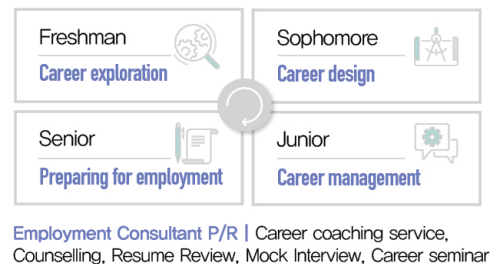 Freshman
Career exploration
Sophomore
Career design
Senior
Preparing for employment
Junior
Career management
Employment Consultant P/R | Career coaching service,
Counselling, Resume Review, Mock Interview, Career seminar